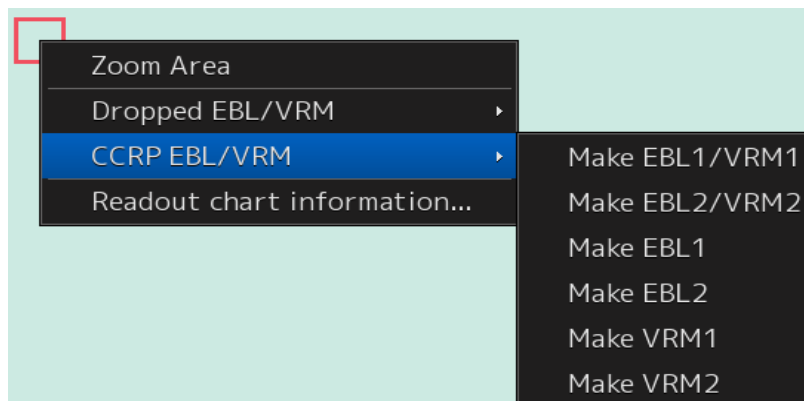 Zoom Area
Dropped EBL/VRM
CCRP EBL/VRM
Readout chart information...
Make EBL1/VRM1
Make EBL2/VRM2
Make EBL1
Make EBL2
Make VRM1
Make VRM2